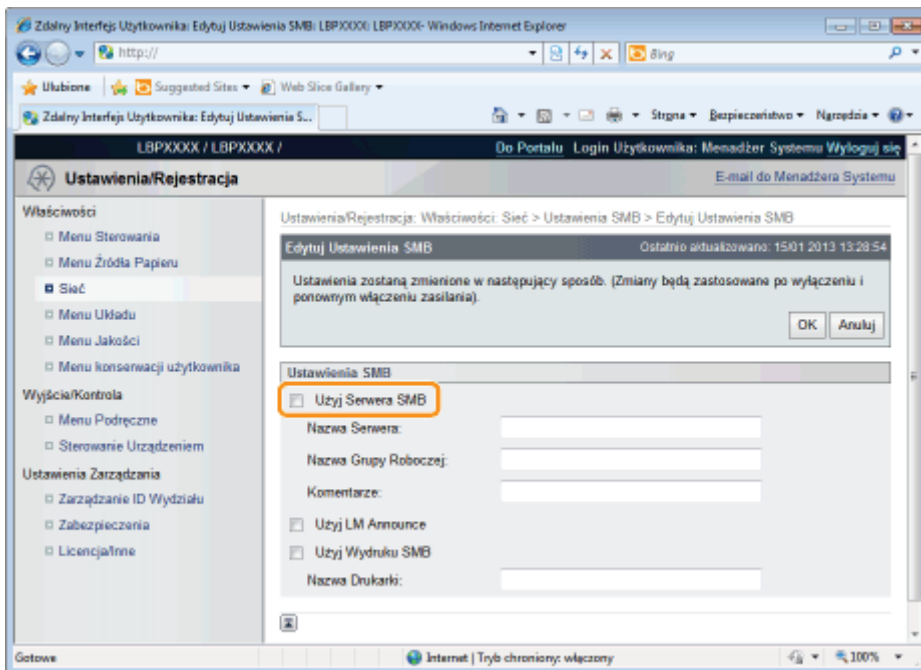 Zdalny Interfejs Użytkownika: Edytuj Ustawienia SMB: LBPXXXX: LBPXXXX- Windows Internet Explorer
http://
Bing
Ulubione Suggested Sites Web Slice Gallery
Zdalny Interfejs Użytkownika: Edytuj Ustawienia S... Strona Bezpieczeństwo Narzędzia
LBPXXXX / LBPXXXX / Do Portalu Login Użytkownika: Menadżer Systemu Wyloguj się
Ustawienia/Rejestracja E-mail do Menadżera Systemu
Właściwości
Menu Sterowania
Menu Źródła Papieru
Sieć
Menu Układu
Menu Jakości
Menu konserwacji użytkownika
Wyjście/Kontrola
Menu Podręczne
Sterowanie Urządzeniem
Ustawienia Zarządzania
Zarządzanie ID Wydziału
Zabezpieczenia
Licencja/Inne
Ustawienia/Rejestracja: Właściwości: Sieć > Ustawienia SMB > Edytuj Ustawienia SMB
Edytuj Ustawienia SMB Ostatnio aktualizowano: 15/01 2013 13:28:54
Ustawienia zostaną zmienione w następujący sposób. (Zmiany będą zastosowane po wyłączeniu i
ponownym włączeniu zasilania).
OK Anuluj
Ustawienia SMB
Użyj Serwera SMB
Nazwa Serwera:
Nazwa Grupy Roboczej:
Komentarze:
Użyj LM Announce
Użyj Wydruku SMB
Nazwa Drukarki:
Gotowe Internet | Tryb chroniony: włączony 100%